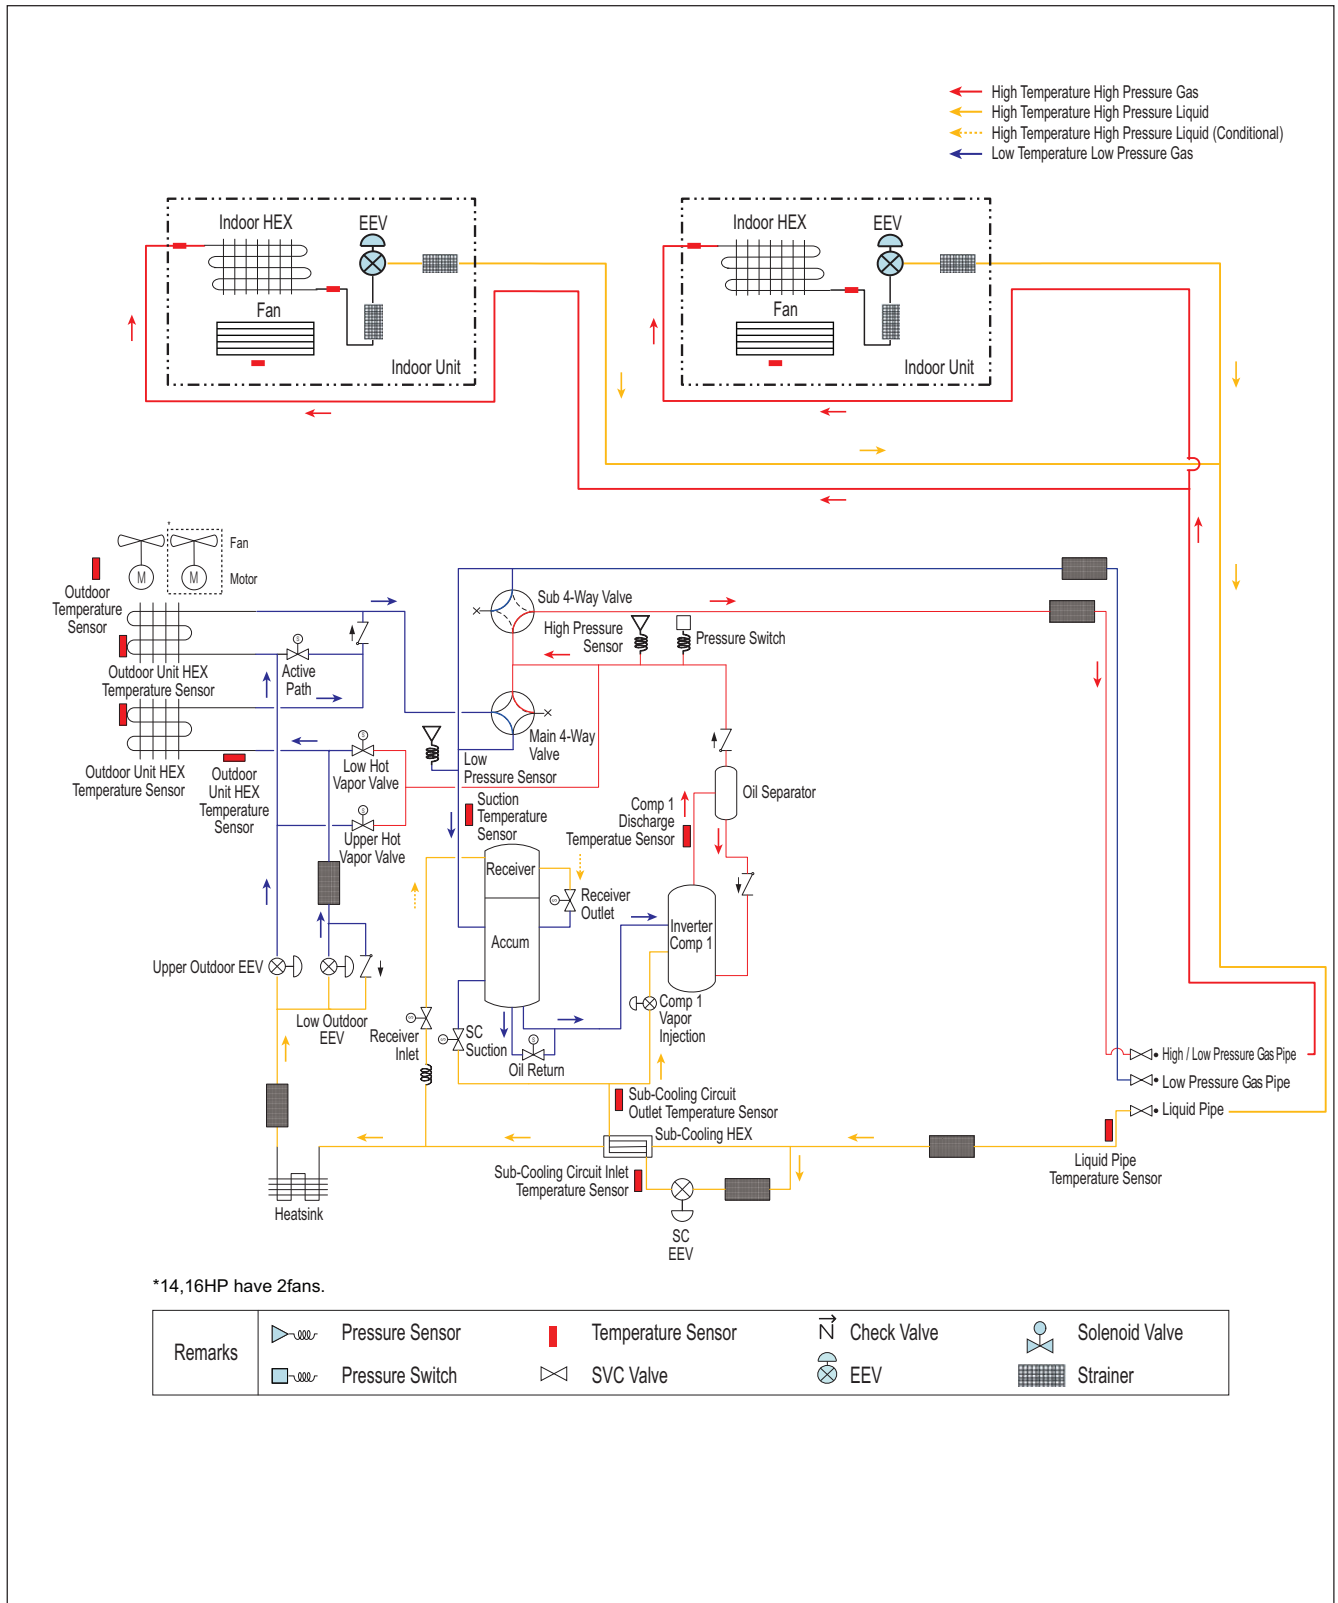 High Temperature High Pressure Gas
High Temperature High Pressure Liquid
High Temperature High Pressure Liquid (Conditional)
Low Temperature Low Pressure Gas
Indoor HEX
EEV
Fan
Indoor Unit
Indoor HEX
EEV
Fan
Indoor Unit
*
Fan
M
M
Motor
Outdoor
Temperature
Sensor
Sub 4-Way Valve
High Pressure
Sensor
Pressure Switch
S
Active
Path
Outdoor Unit HEX
Temperature Sensor
Main 4-Way
Valve
Low
Pressure Sensor
S
Low Hot
Vapor Valve
Outdoor Unit HEX
Temperature Sensor
Outdoor
Unit HEX
Temperature
Sensor
Suction
Temperature
Sensor
Comp 1
Discharge
Temperatue Sensor
Oil Separator
S
Upper Hot
Vapor Valve
Receiver
S
Receiver
Outlet
Accum
Inverter
Comp 1
Upper Outdoor EEV
Low Outdoor
EEV
S
Receiver
Inlet
S
SC
Suction
S
Oil Return
Comp 1
Vapor
Injection
High / Low Pressure Gas Pipe
Low Pressure Gas Pipe
Liquid Pipe
Sub-Cooling Circuit
Outlet Temperature Sensor
Sub-Cooling HEX
Sub-Cooling Circuit Inlet
Temperature Sensor
Liquid Pipe
Temperature Sensor
Heatsink
SC
EEV
*14,16HP have 2fans.
Remarks
Pressure Sensor
Temperature Sensor
Check Valve
Solenoid Valve
Pressure Switch
SVC Valve
EEV
Strainer